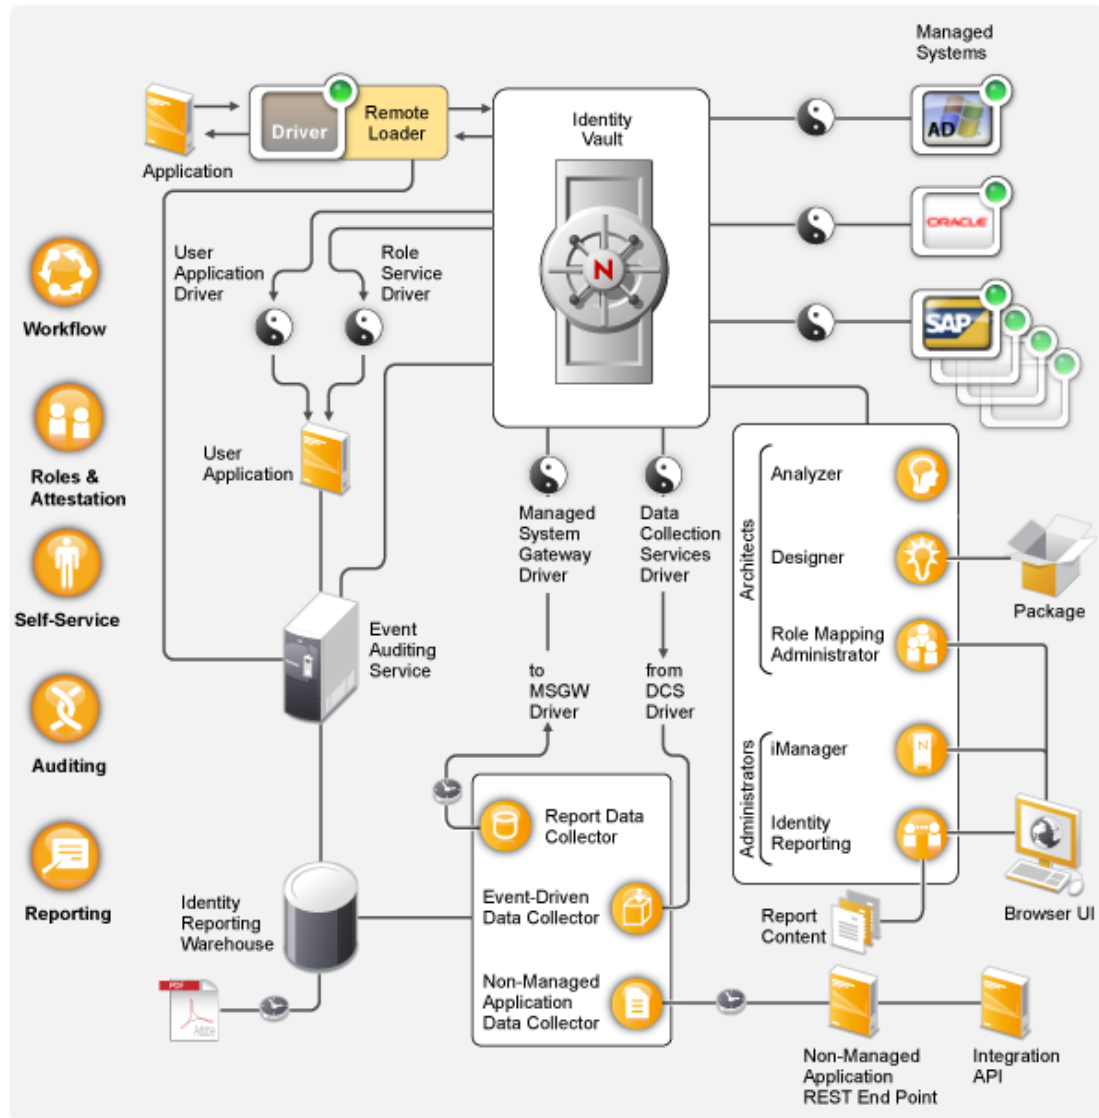 Managed
Systems
Application
Driver
Remote
Loader
Identity
Vault
N
AD
ORACLE
SAP
User
Application
Driver
Role
Service
Driver
Workflow
Roles &
Attestation
Self-Service
Auditing
Reporting
User
Application
Event
Auditing
Service
Managed
System
Gateway
Driver
Data
Collection
Services
Driver
to
MSGW
Driver
from
DCS
Driver
Architects
Analyzer
Designer
Role Mapping
Administrator
Administrators
iManager
N
Identity
Reporting
Package
Browser UI
Report
Content
Report Data
Collector
Event-Driven
Data Collector
Non-Managed
Application
Data Collector
Identity
Reporting
Warehouse
PDF
Adobe
Non-Managed
Application
REST End Point
Integration
API